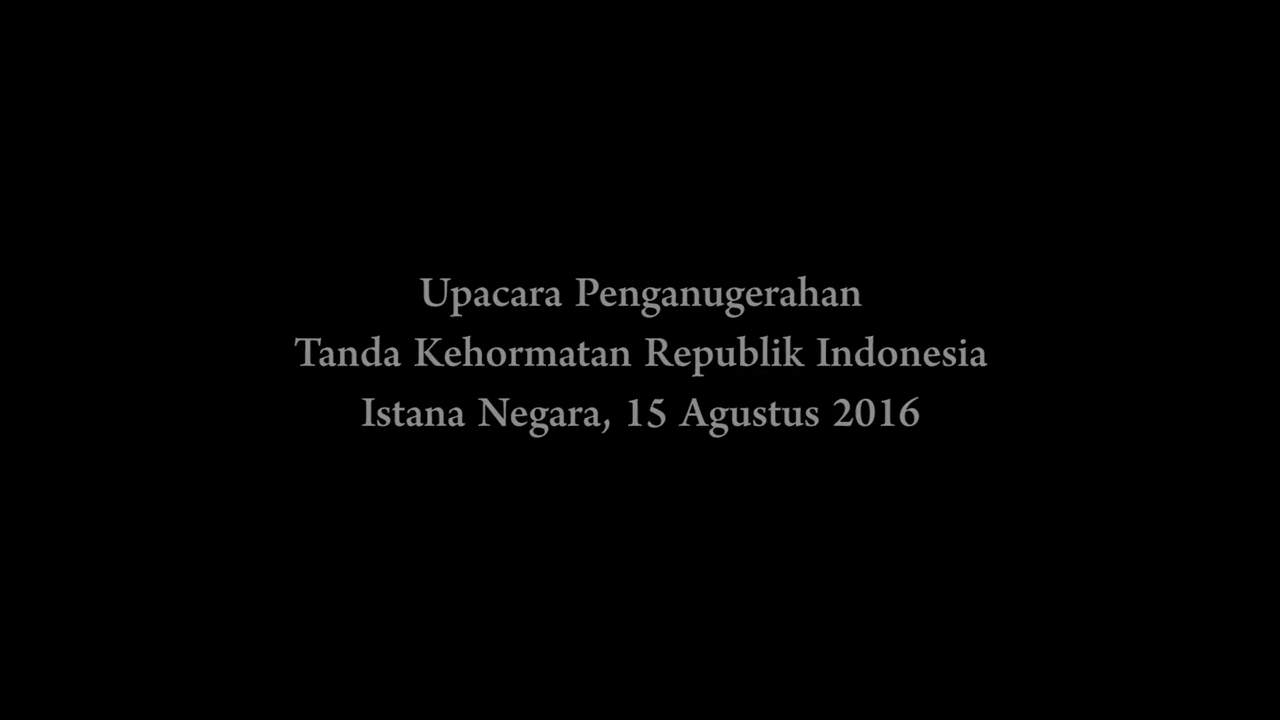 Upacara Penganugerahan
Tanda Kehormatan Republik Indonesia
Istana Negara, 15 Agustus 2016